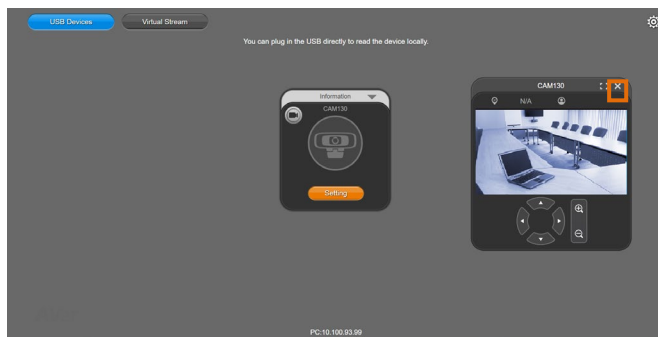 USB Devices
Virtual Stream
You can plug in the USB directly to read the device locally.
Information
CAM130
Setting
CAM130
N/A
PC:10.100.93.99